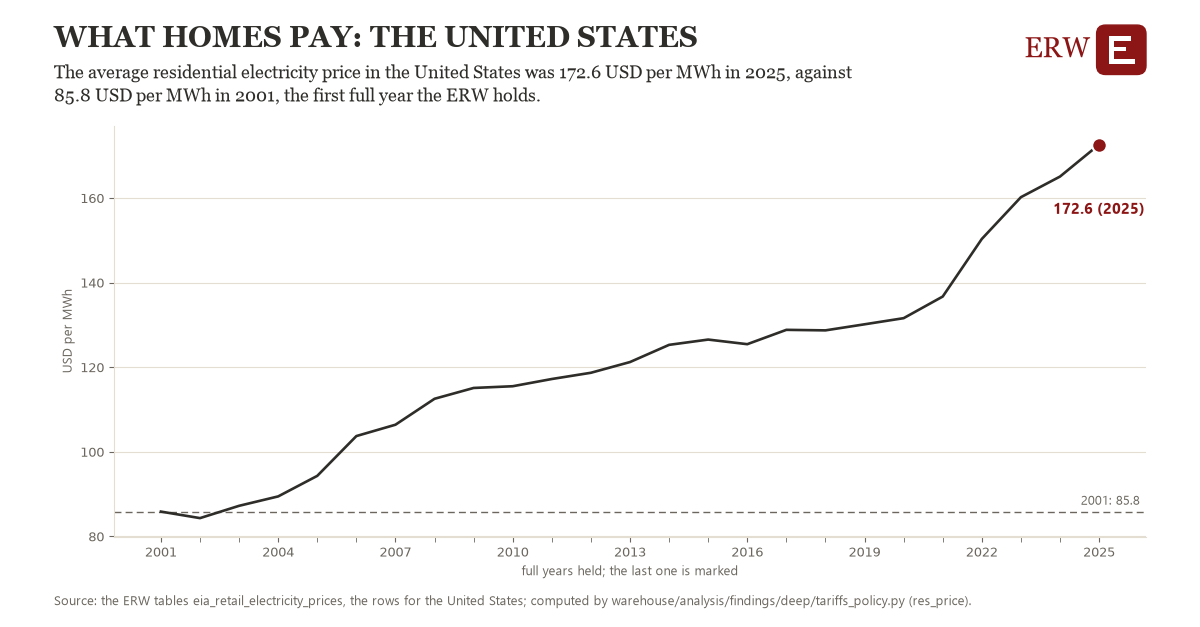 WHAT HOMES PAY: THE UNITED STATES
ERW E
The average residential electricity price in the United States was 172.6 USD per MWh in 2025, against
85.8 USD per MWh in 2001, the first full year the ERW holds.
USD per MWh
160
140
120
100
80
172.6 (2025)
2001: 85.8
2001 2004 2007 2010 2013 2016 2019 2022 2025
full years held; the last one is marked
Source: the ERW tables eia_retail_electricity_prices, the rows for the United States; computed by warehouse/analysis/findings/deep/tariffs_policy.py (res_price).